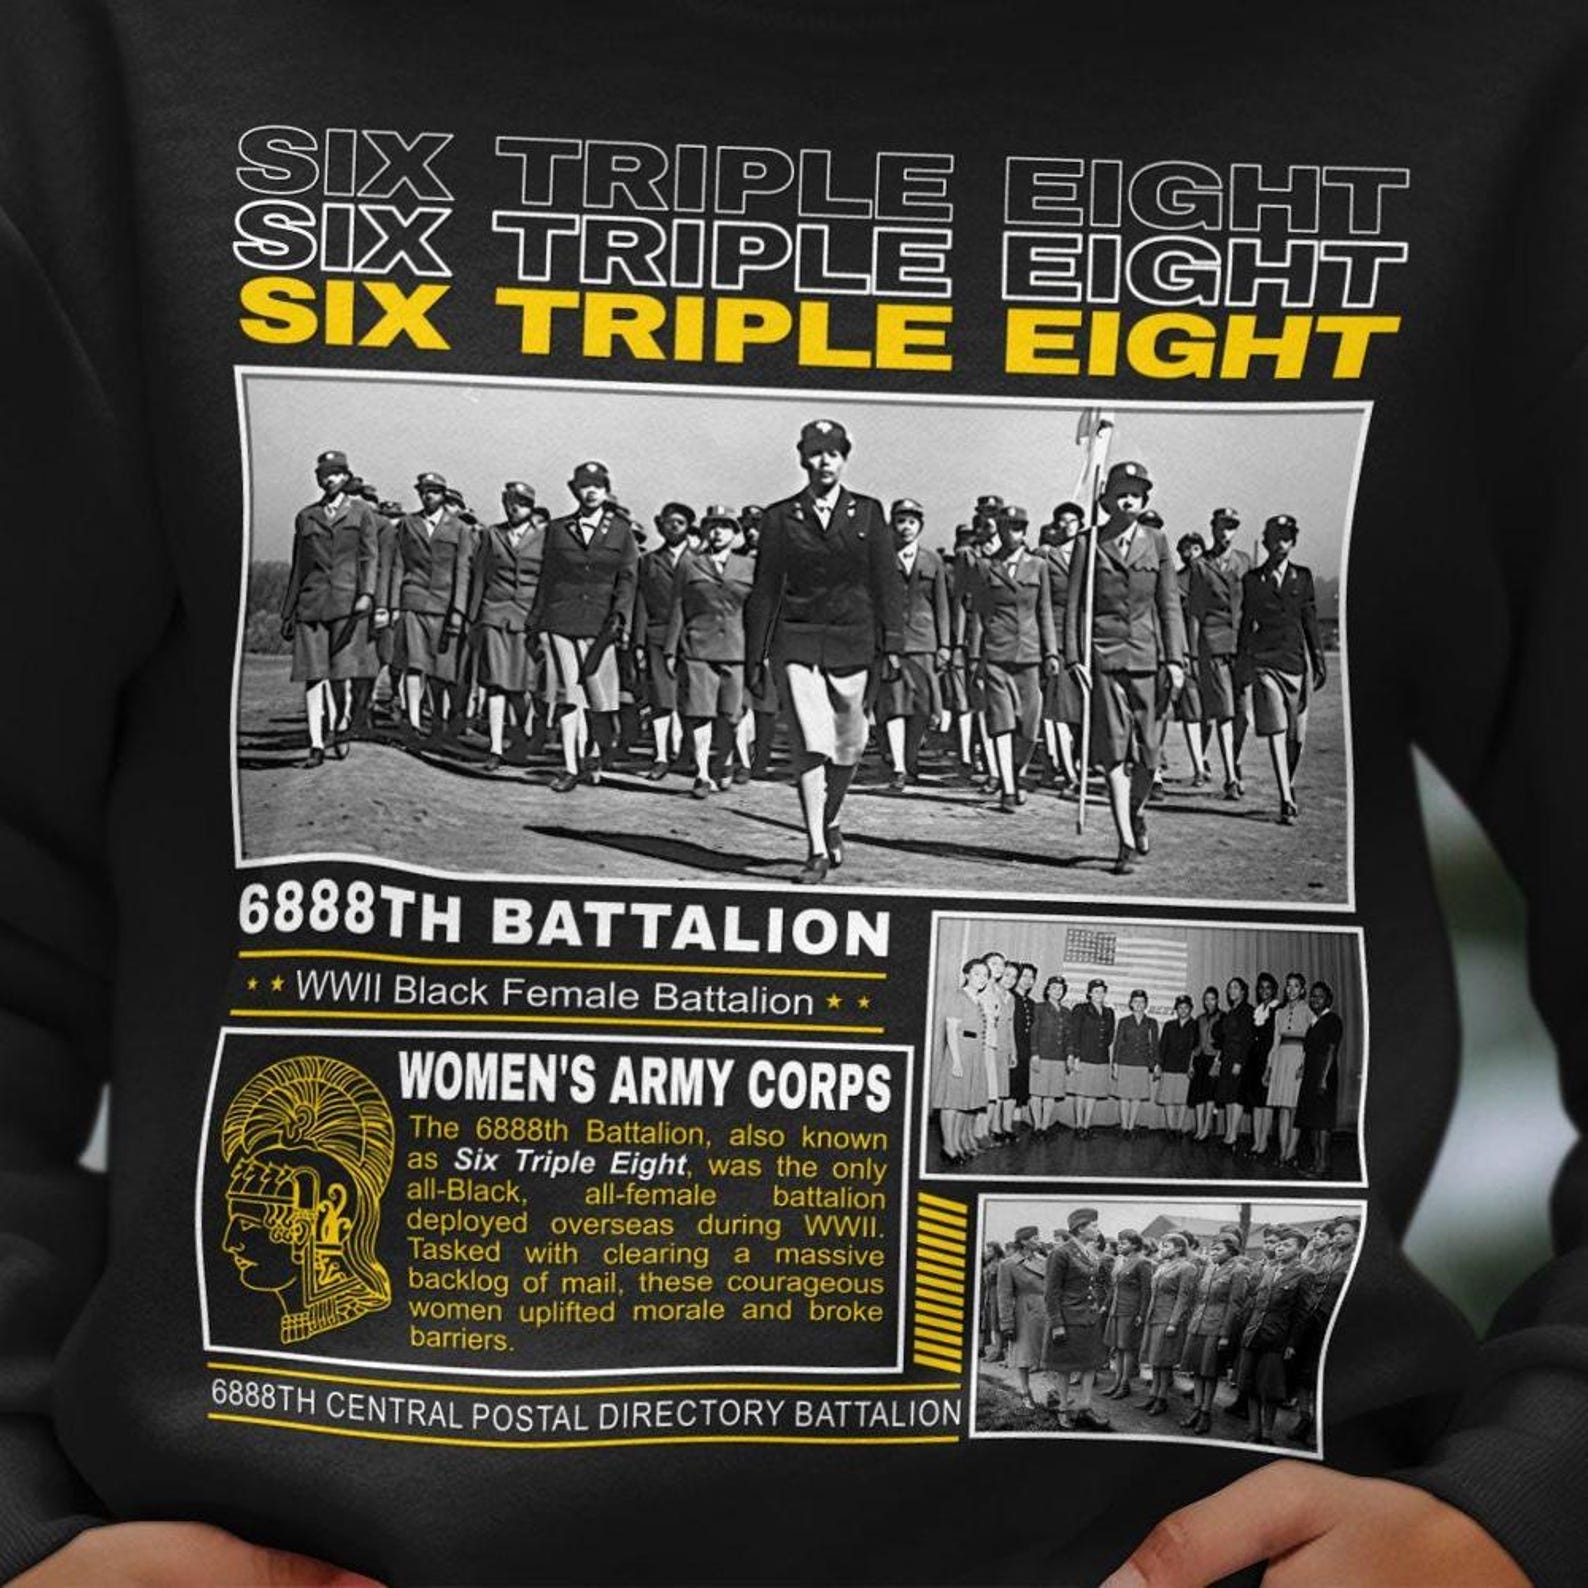 SIX TRIPLE EIGHT
SIX TRIPLE EIGHT
SIX TRIPLE EIGHT
6888TH BATTALION
★ ★ WWII Black Female Battalion ★ ★
WOMEN'S ARMY CORPS
The 6888th Battalion, also known
as Six Triple Eight, was the only
all-Black, all-female battalion
deployed overseas during WWII.
Tasked with clearing a massive
backlog of mail, these courageous
women uplifted morale and broke
barriers.
6888TH CENTRAL POSTAL DIRECTORY BATTALION